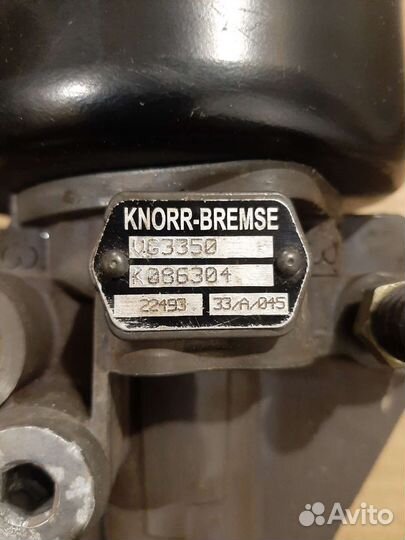 KNORR-BREMSE
VG3350
K086304
22493 33/A/045
Avito